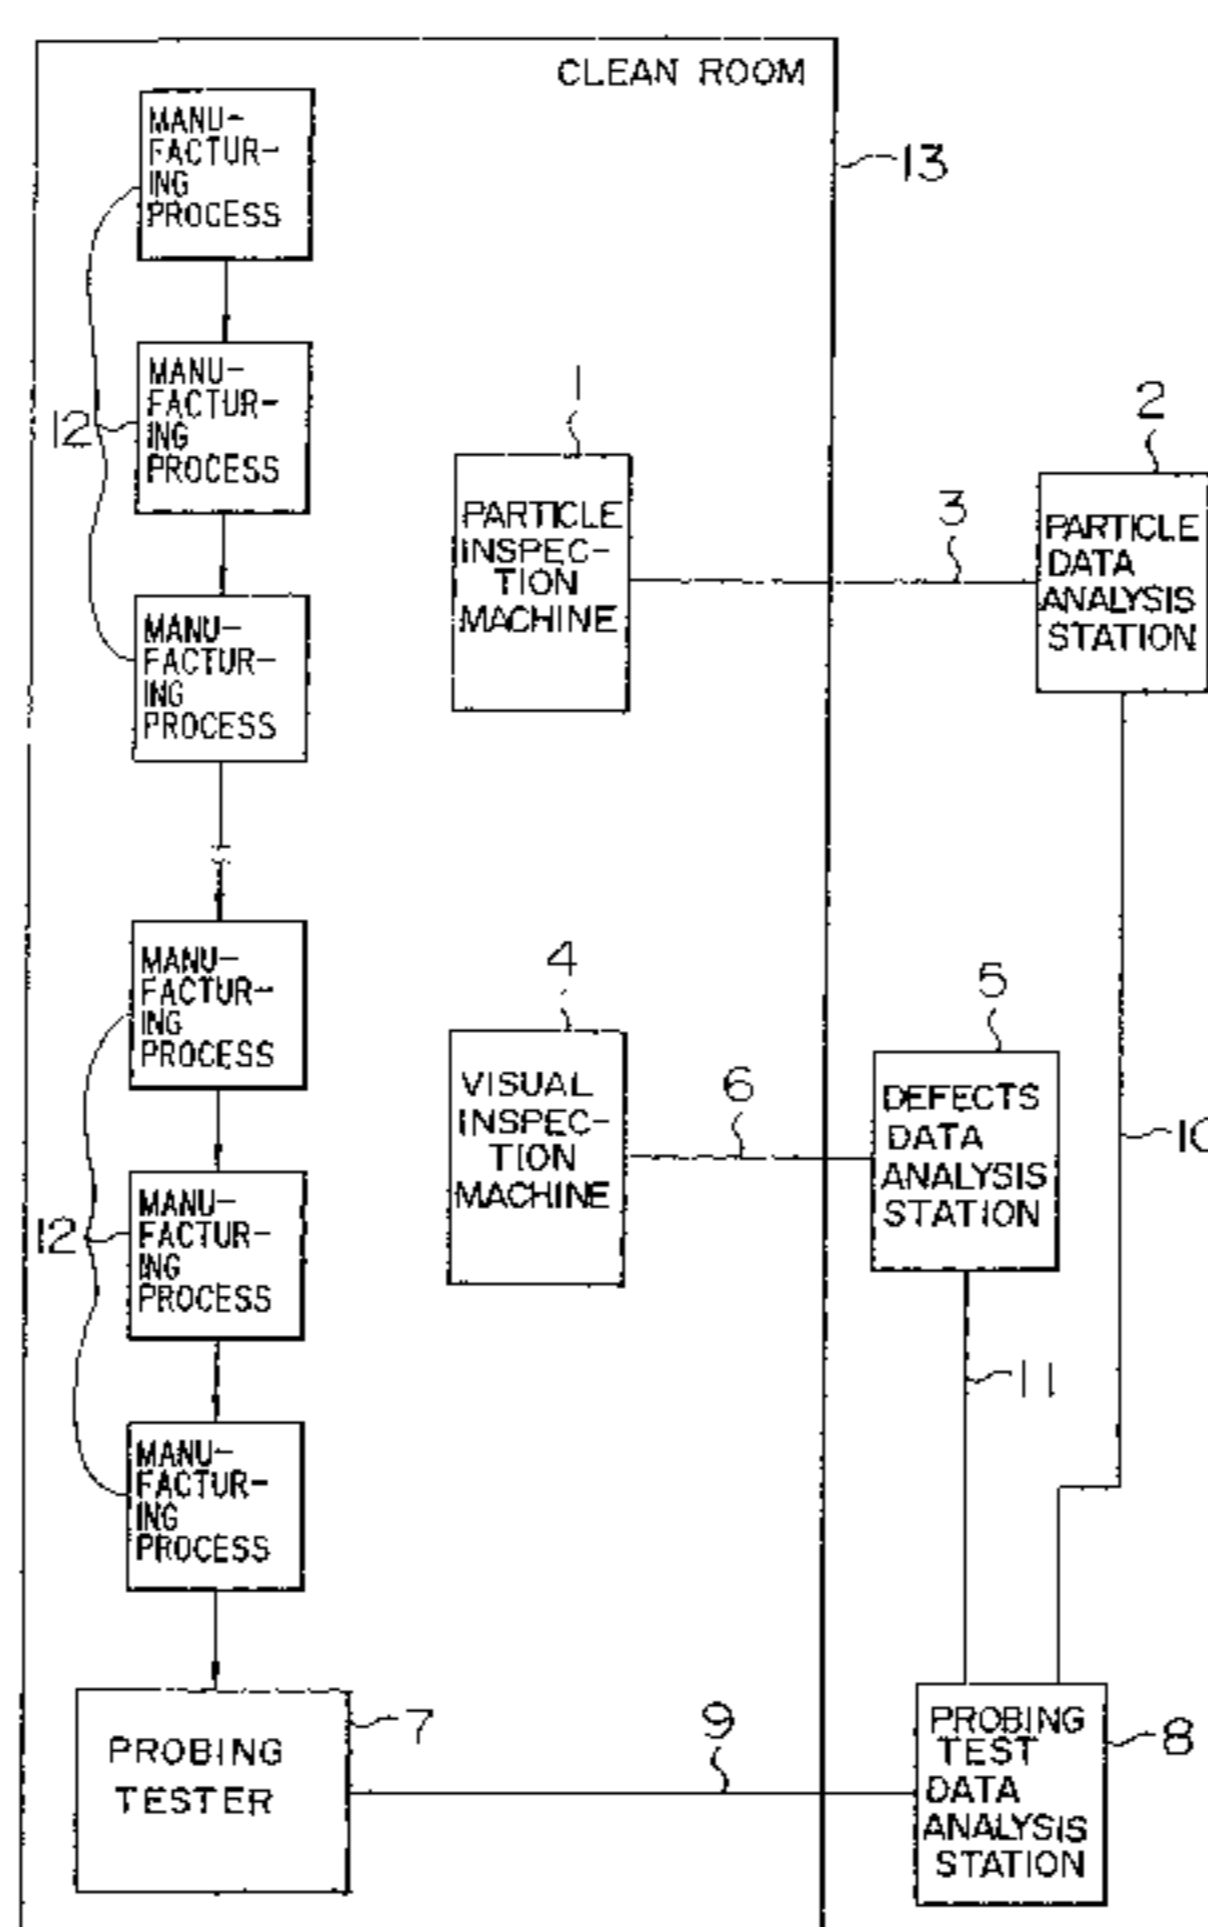 CLEAN ROOM
13
MANU-
FACTUR-
ING
PROCESS
MANU-
FACTUR-
ING
PROCESS
12
MANU-
FACTUR-
ING
PROCESS
1
PARTICLE
INSPEC-
TION
MACHINE
3
2
PARTICLE
DATA
ANALYSIS
STATION
MANU-
FACTUR-
ING
PROCESS
12
MANU-
FACTUR-
ING
PROCESS
MANU-
FACTUR-
ING
PROCESS
4
VISUAL
INSPEC-
TION
MACHINE
6
5
DEFECTS
DATA
ANALYSIS
STATION
10
11
PROBING
TESTER
7
9
PROBING
TEST
DATA
ANALYSIS
STATION
8